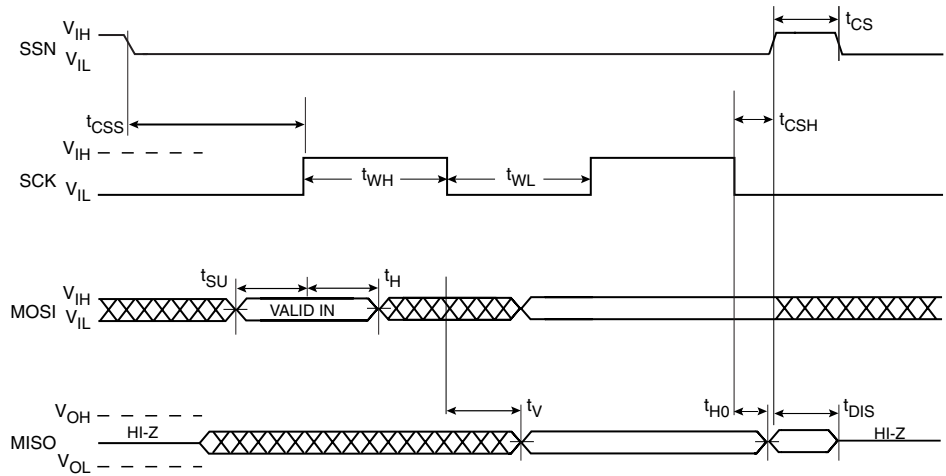 V_IH
SSN
V_IL
t_CS
t_CSS
t_CSH
V_IH
SCK
V_IL
t_WH
t_WL
t_SU
t_H
V_IH
MOSI
V_IL
VALID IN
V_OH
t_V
t_H0
t_DIS
MISO
HI-Z
HI-Z
V_OL